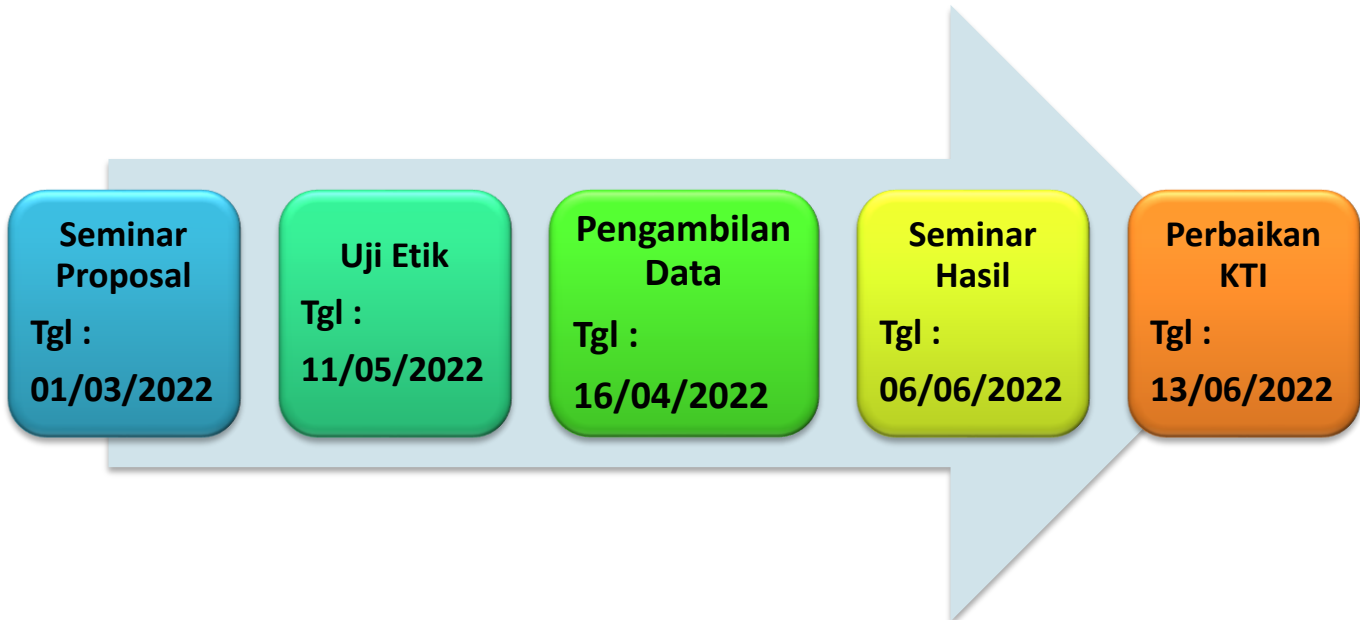 Seminar
Proposal
Tgl :
01/03/2022
Uji Etik
Tgl :
11/05/2022
Pengambilan
Data
Tgl :
16/04/2022
Seminar
Hasil
Tgl :
06/06/2022
Perbaikan
KTI
Tgl :
13/06/2022